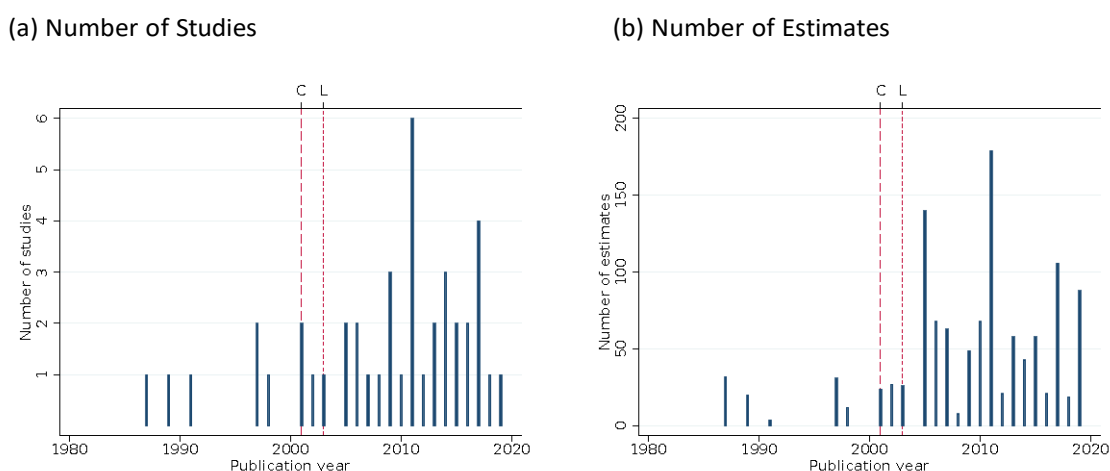 (a) Number of Studies
(b) Number of Estimates
C L
Number of studies
6
5
4
3
2
1
1980 1990 2000 2010 2020
Publication year
C L
Number of estimates
200
150
100
50
0
1980 1990 2000 2010 2020
Publication year